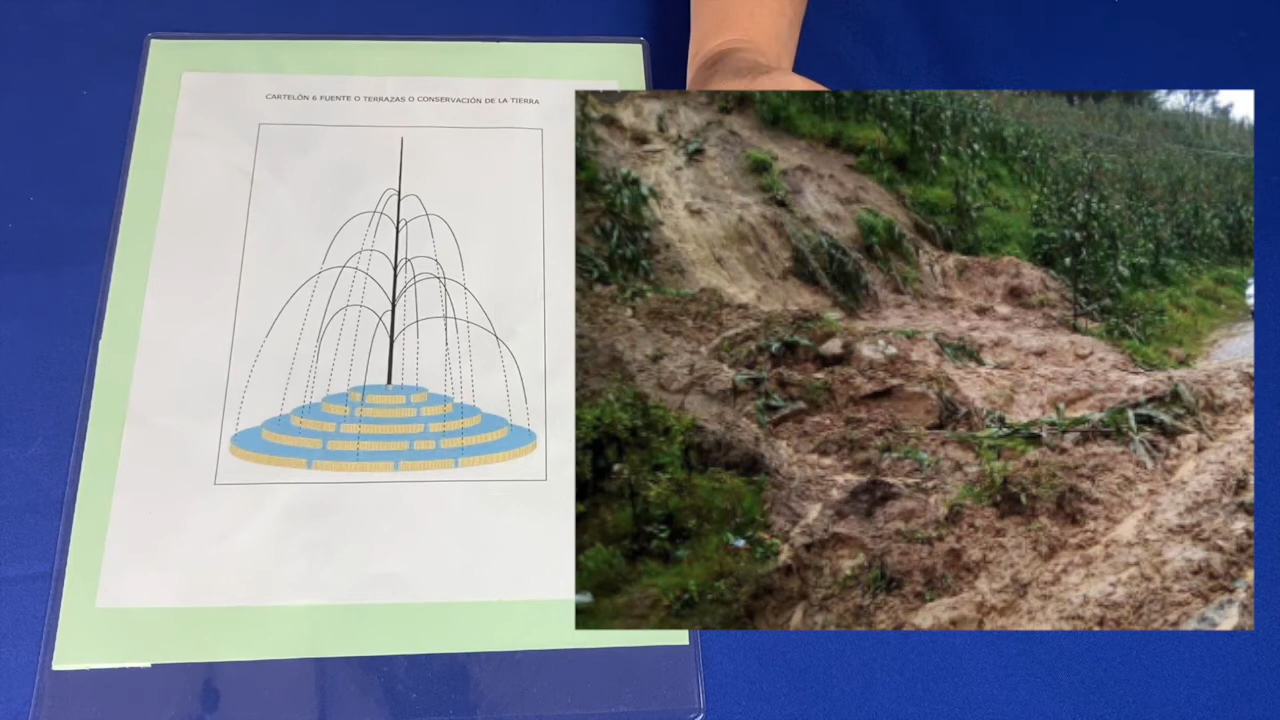 CARTELÓN 6 FUENTE O TERRAZAS O CONSERVACIÓN DE LA TIERRA